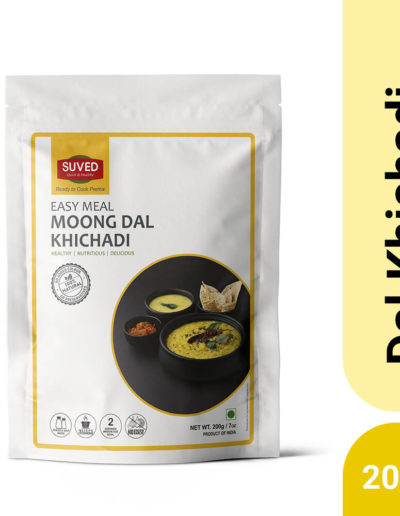 SUVED
Quick & Healthy
Ready to Cook Premix
EASY MEAL
MOONG DAL
KHICHADI
HEALTHY | NUTRITIOUS | DELICIOUS
100%
NATURAL
2
NET WT. 200g / 7oz
PRODUCT OF INDIA
Dal Khichadi
20